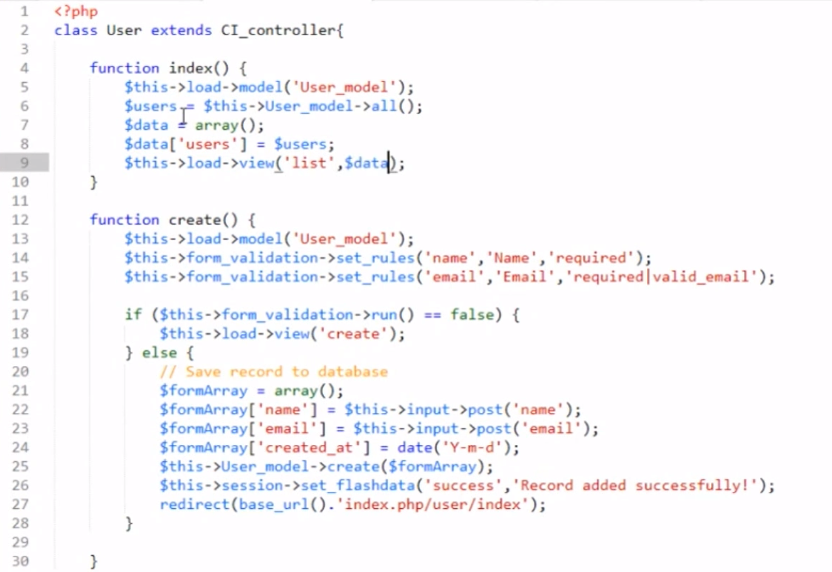 1 <?php
2 class User extends CI_controller{
3
4 function index() {
5 $this->load->model('User_model');
6 $users = $this->User_model->all();
7 $data = array();
8 $data['users'] = $users;
9 $this->load->view('list',$data);
10 }
11
12 function create() {
13 $this->load->model('User_model');
14 $this->form_validation->set_rules('name','Name','required');
15 $this->form_validation->set_rules('email','Email','required|valid_email');
16
17 if ($this->form_validation->run() == false) {
18 $this->load->view('create');
19 } else {
20 // Save record to database
21 $formArray = array();
22 $formArray['name'] = $this->input->post('name');
23 $formArray['email'] = $this->input->post('email');
24 $formArray['created_at'] = date('Y-m-d');
25 $this->User_model->create($formArray);
26 $this->session->set_flashdata('success','Record added successfully!');
27 redirect(base_url().'index.php/user/index');
28 }
29
30 }